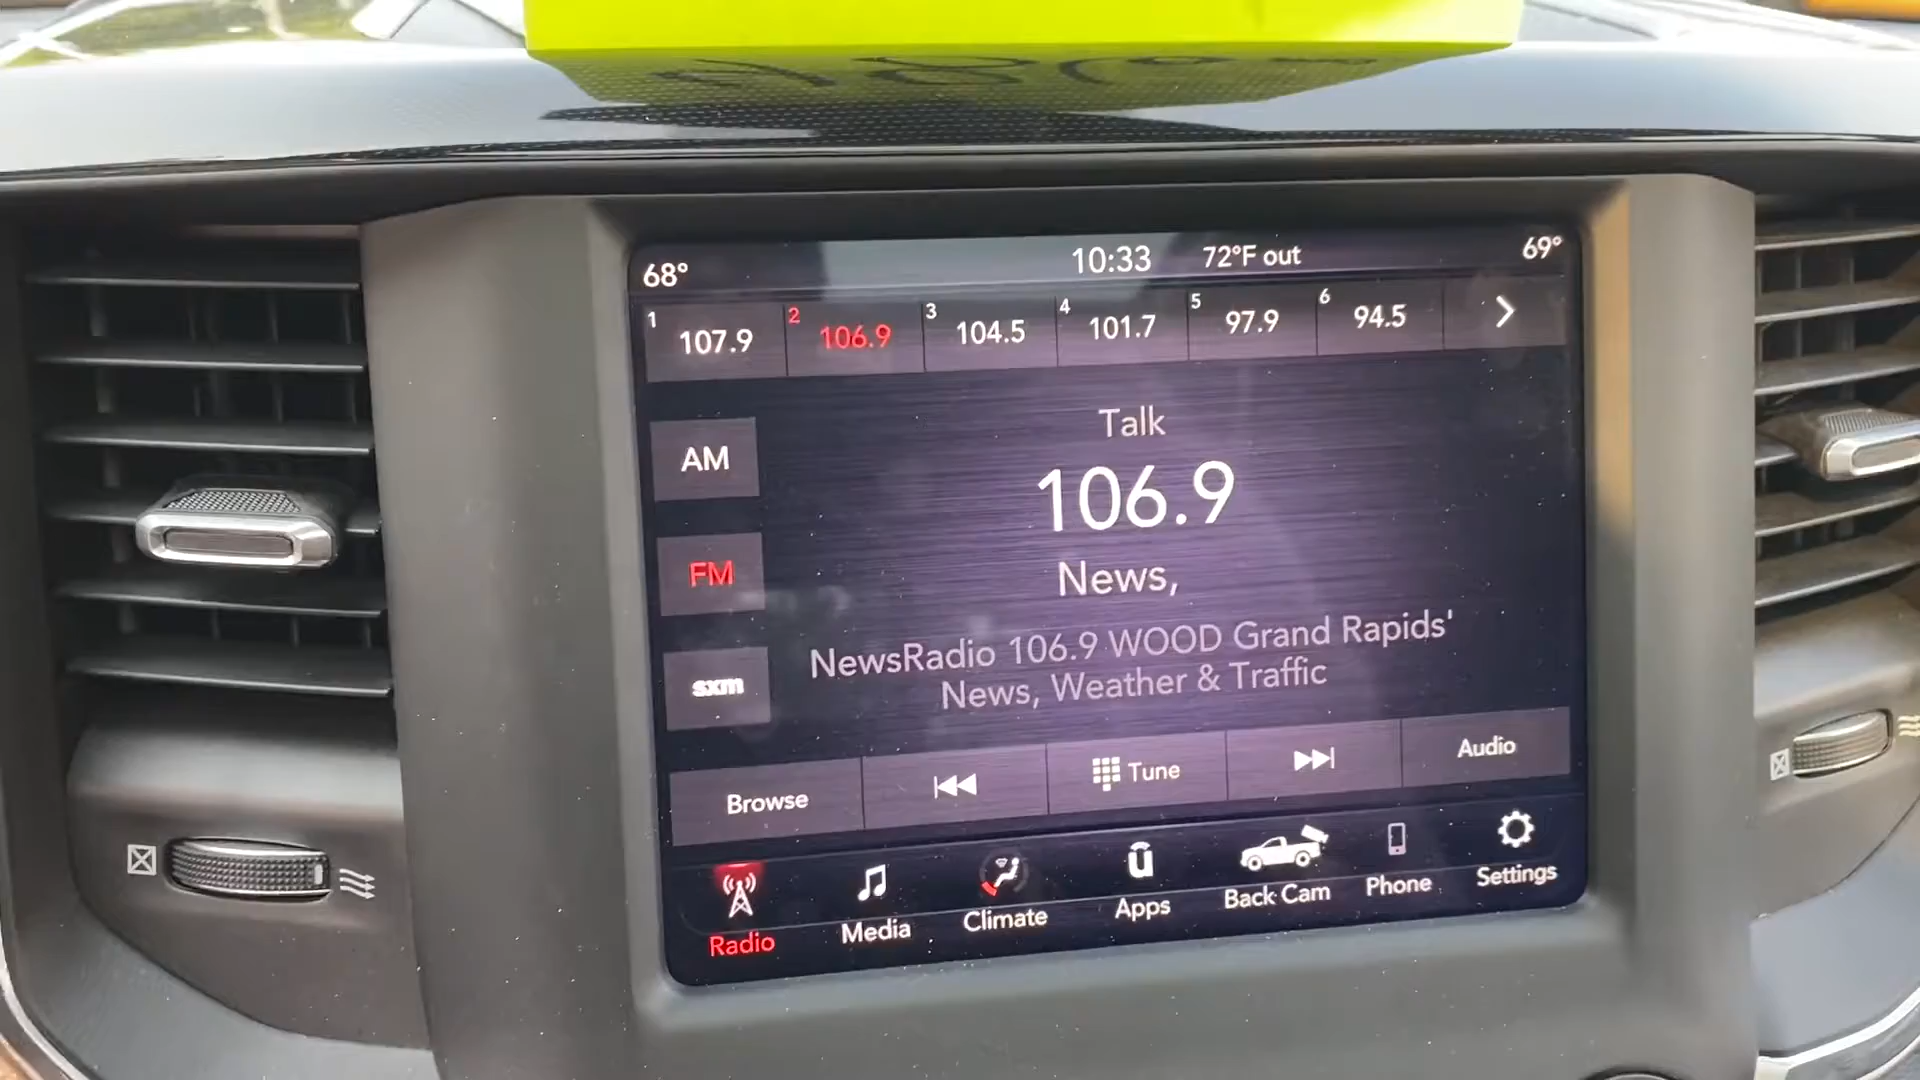 68° 10:33 72°F out 69°
1 107.9 2 106.9 3 104.5 4 101.7 5 97.9 6 94.5
Talk
AM
106.9
FM
News,
NewsRadio 106.9 WOOD Grand Rapids'
News, Weather & Traffic
sxm
Browse Tune Audio
Radio Media Climate Apps Back Cam Phone Settings